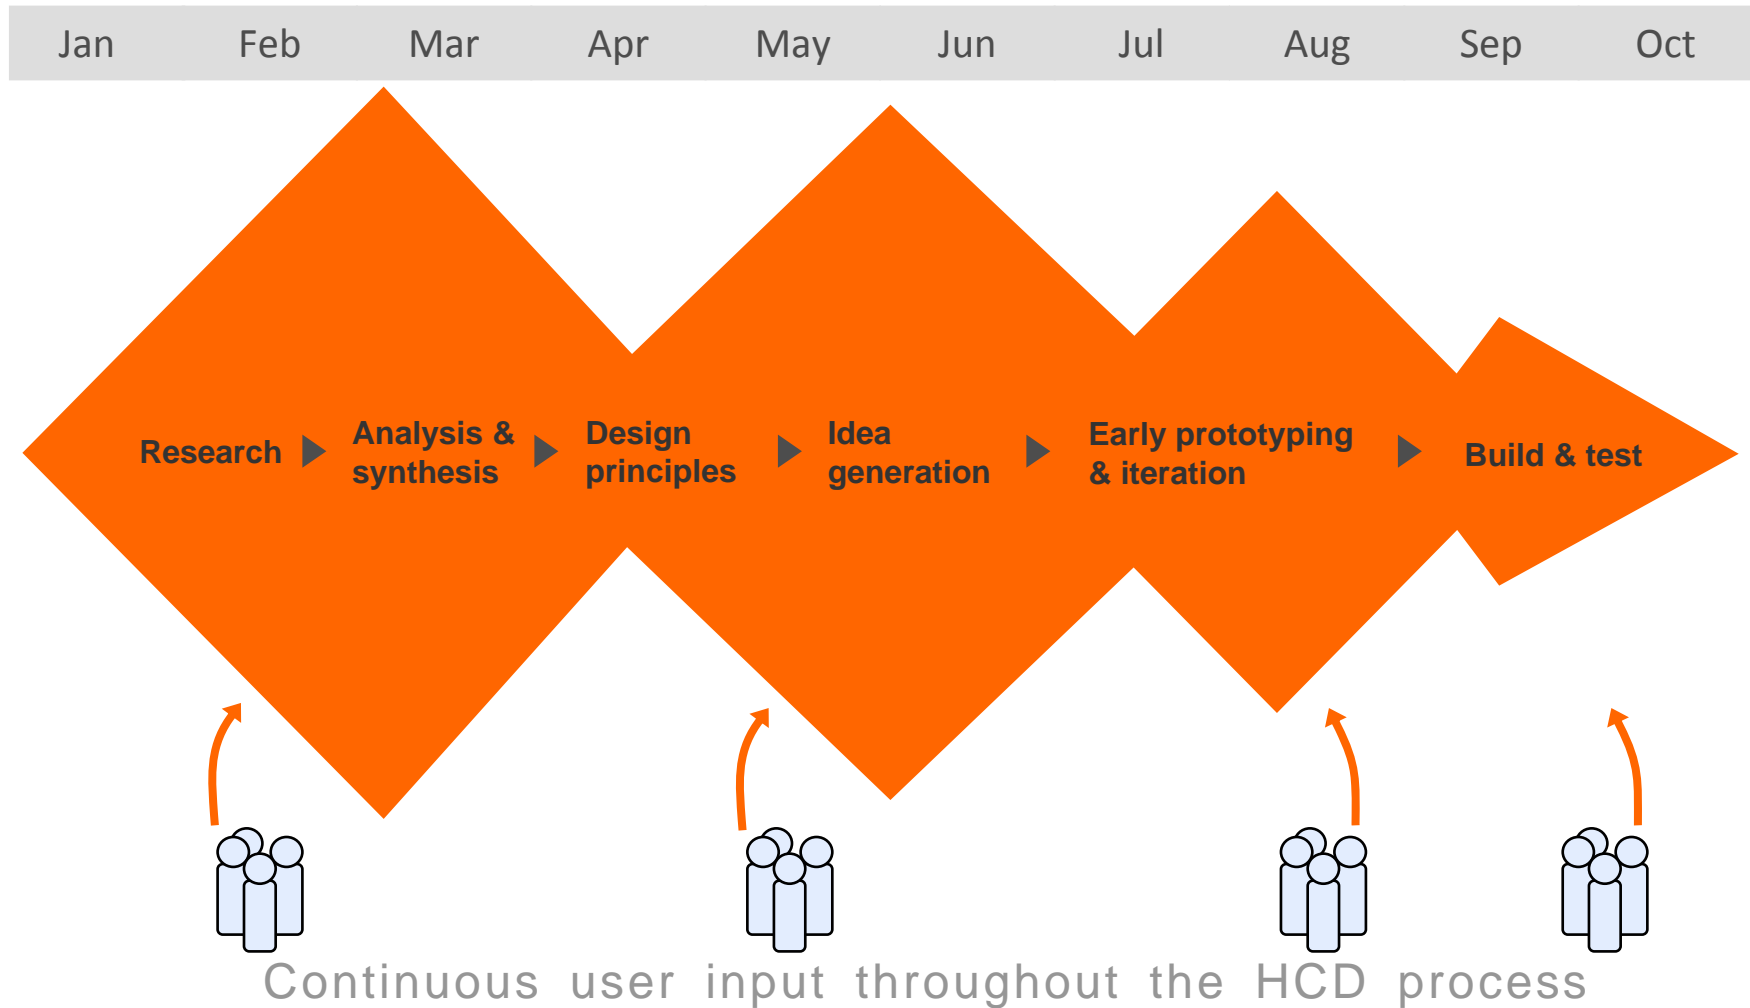 Jan Feb Mar Apr May Jun Jul Aug Sep Oct
Research
Analysis &
synthesis
Design
principles
Idea
generation
Early prototyping
& iteration
Build & test
Continuous user input throughout the HCD process